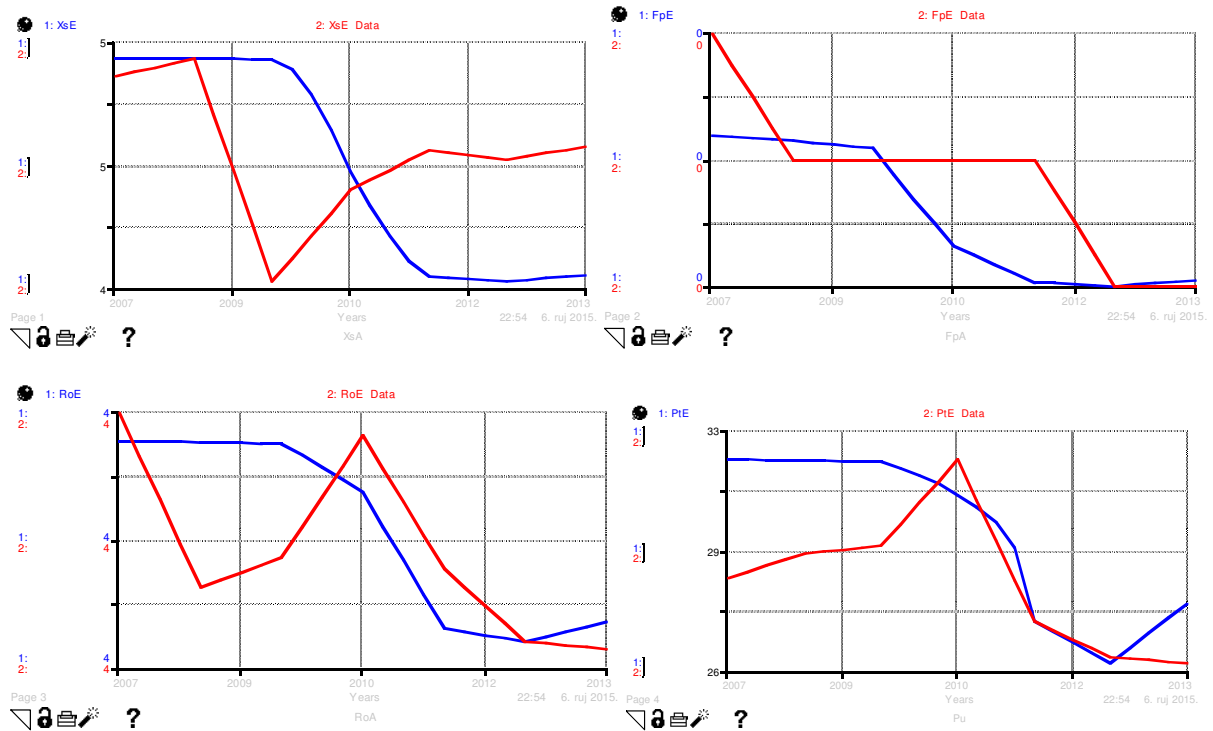 1: XsE
2: XsE Data
1:
2:
5
1:
2:
5
1:
2:
4
2007
2009
2010
2012
2013
Page 1
Years
22:54
6. ruj 2015.
XsA
?
1: FpE
2: FpE Data
1:
2:
0
0
1:
2:
0
0
1:
2:
0
0
2007
2009
2010
2012
2013
Page 2
Years
22:54
6. ruj 2015.
FpA
?
1: RoE
2: RoE Data
1:
2:
4
4
1:
2:
4
4
1:
2:
4
4
2007
2009
2010
2012
2013
Page 3
Years
22:54
6. ruj 2015.
RoA
?
1: PtE
2: PtE Data
1:
2:
33
1:
2:
29
1:
2:
26
2007
2009
2010
2012
2013
Page 4
Years
22:54
6. ruj 2015.
Pu
?